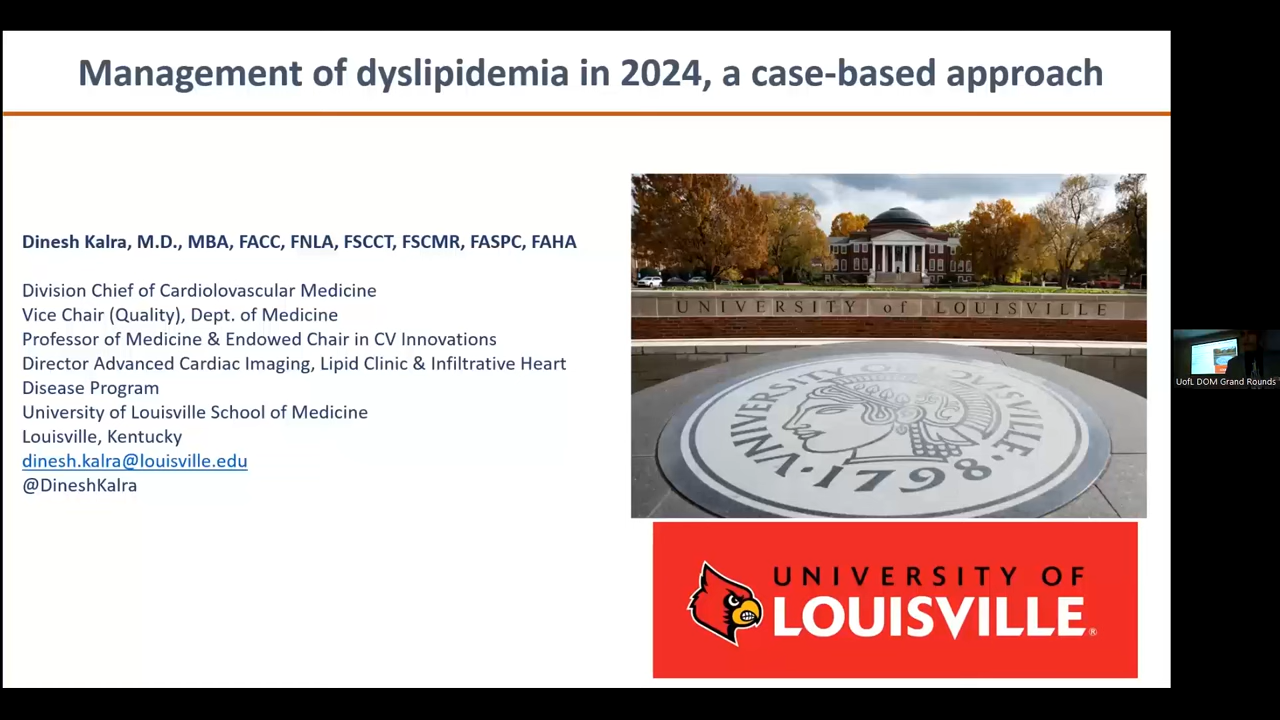 Management of dyslipidemia in 2024, a case-based approach
Dinesh Kalra, M.D., MBA, FACC, FNLA, FSCCT, FSCMR, FASPC, FAHA
Division Chief of Cardiolovascular Medicine
Vice Chair (Quality), Dept. of Medicine
Professor of Medicine & Endowed Chair in CV Innovations
Director Advanced Cardiac Imaging, Lipid Clinic & Infiltrative Heart
Disease Program
University of Louisville School of Medicine
Louisville, Kentucky
dinesh.kalra@louisville.edu
@DineshKalra
UNIVERSITY of LOUISVILLE
UNIVERSITY OF LOUISVILLE
·1798·
UNIVERSITY OF
LOUISVILLE®
UofL DOM Grand Rounds